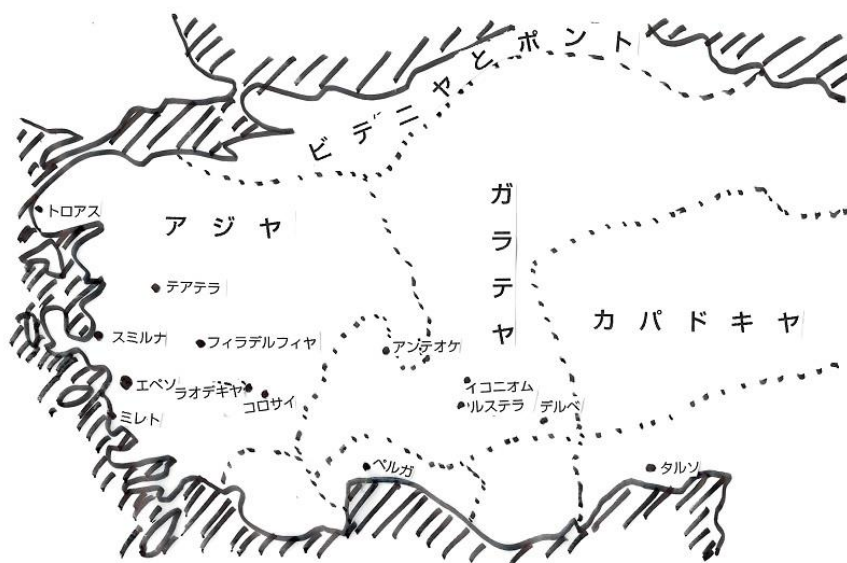 ビデニヤとポント
トロアス
アジヤ
ガラテヤ
テアテラ
カパドキヤ
スミルナ
フィラデルフィヤ
アンテオケ
エペソ
ラオデキヤ
コロサイ
イコニオム
ルステラ
デルベ
ミレト
ペルガ
タルソ